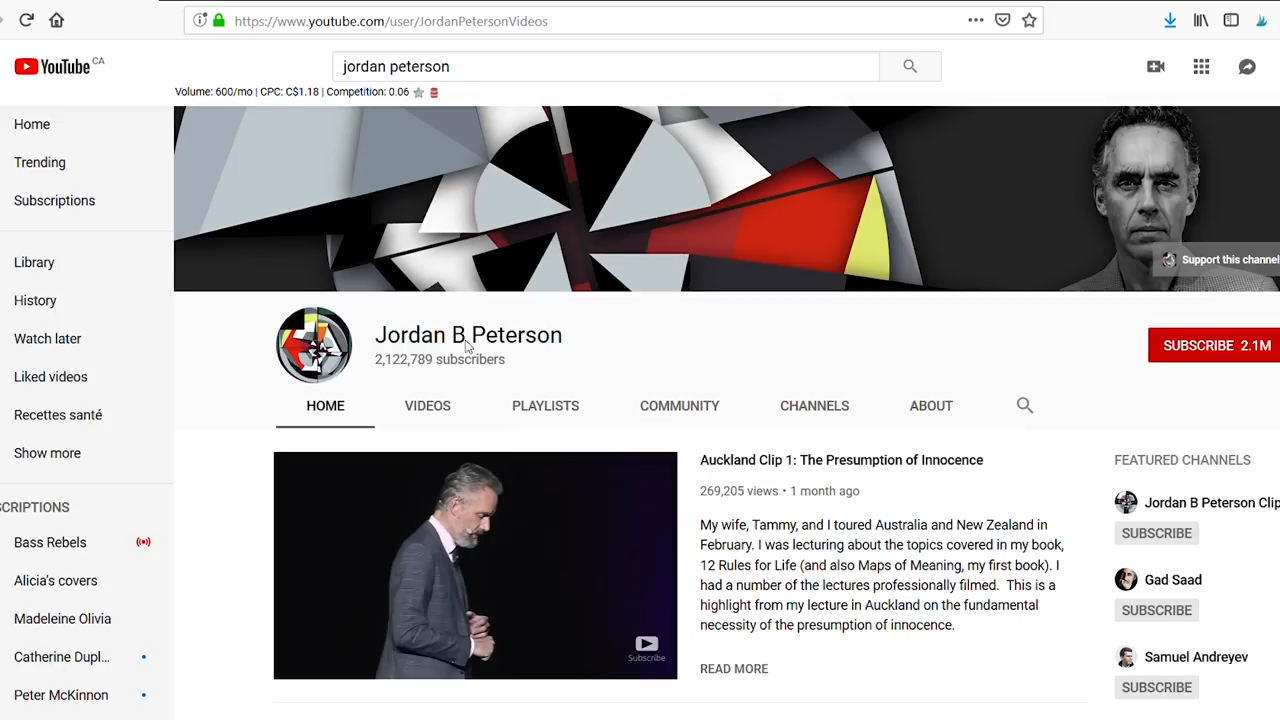 https://www.youtube.com/user/JordanPetersonVideos
YouTube CA
jordan peterson
Volume: 600/mo | CPC: C$1.18 | Competition: 0.06
Home
Trending
Subscriptions
Library
History
Watch later
Liked videos
Recettes santé
Show more
CRIPTIONS
Bass Rebels
Alicia's covers
Madeleine Olivia
Catherine Dupl...
Peter McKinnon
Support this channel
Jordan B Peterson
2,122,789 subscribers
SUBSCRIBE 2.1M
HOME
VIDEOS
PLAYLISTS
COMMUNITY
CHANNELS
ABOUT
Subscribe
Auckland Clip 1: The Presumption of Innocence
269,205 views • 1 month ago
My wife, Tammy, and I toured Australia and New Zealand in
February. I was lecturing about the topics covered in my book,
12 Rules for Life (and also Maps of Meaning, my first book). I
had a number of the lectures professionally filmed. This is a
highlight from my lecture in Auckland on the fundamental
necessity of the presumption of innocence.
READ MORE
FEATURED CHANNELS
Jordan B Peterson Clip
SUBSCRIBE
Gad Saad
SUBSCRIBE
Samuel Andreyev
SUBSCRIBE